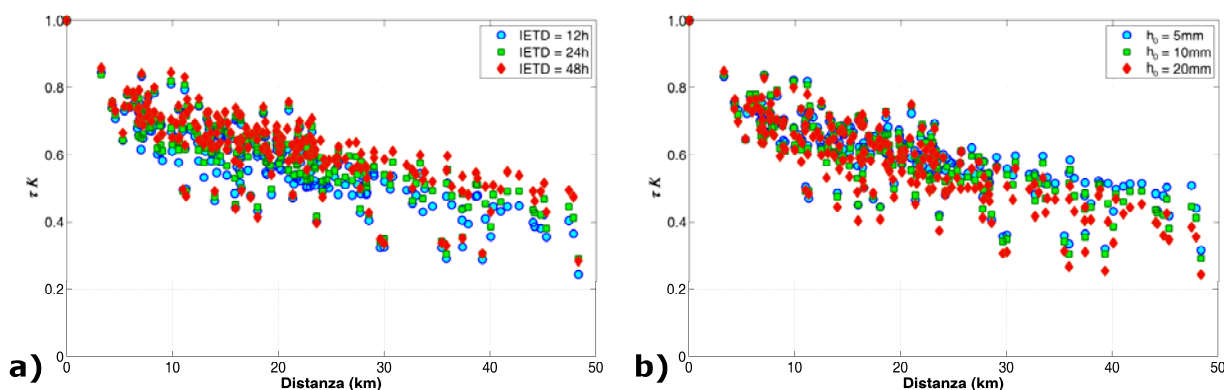 1.0
0.8
0.6
0.4
0.2
0
τ K
0
10
20
30
40
50
Distanza (km)
IETD = 12h
IETD = 24h
IETD = 48h
a)
1.0
0.8
0.6
0.4
0.2
0
τ K
0
10
20
30
40
50
Distanza (km)
h₀ = 5mm
h₀ = 10mm
h₀ = 20mm
b)